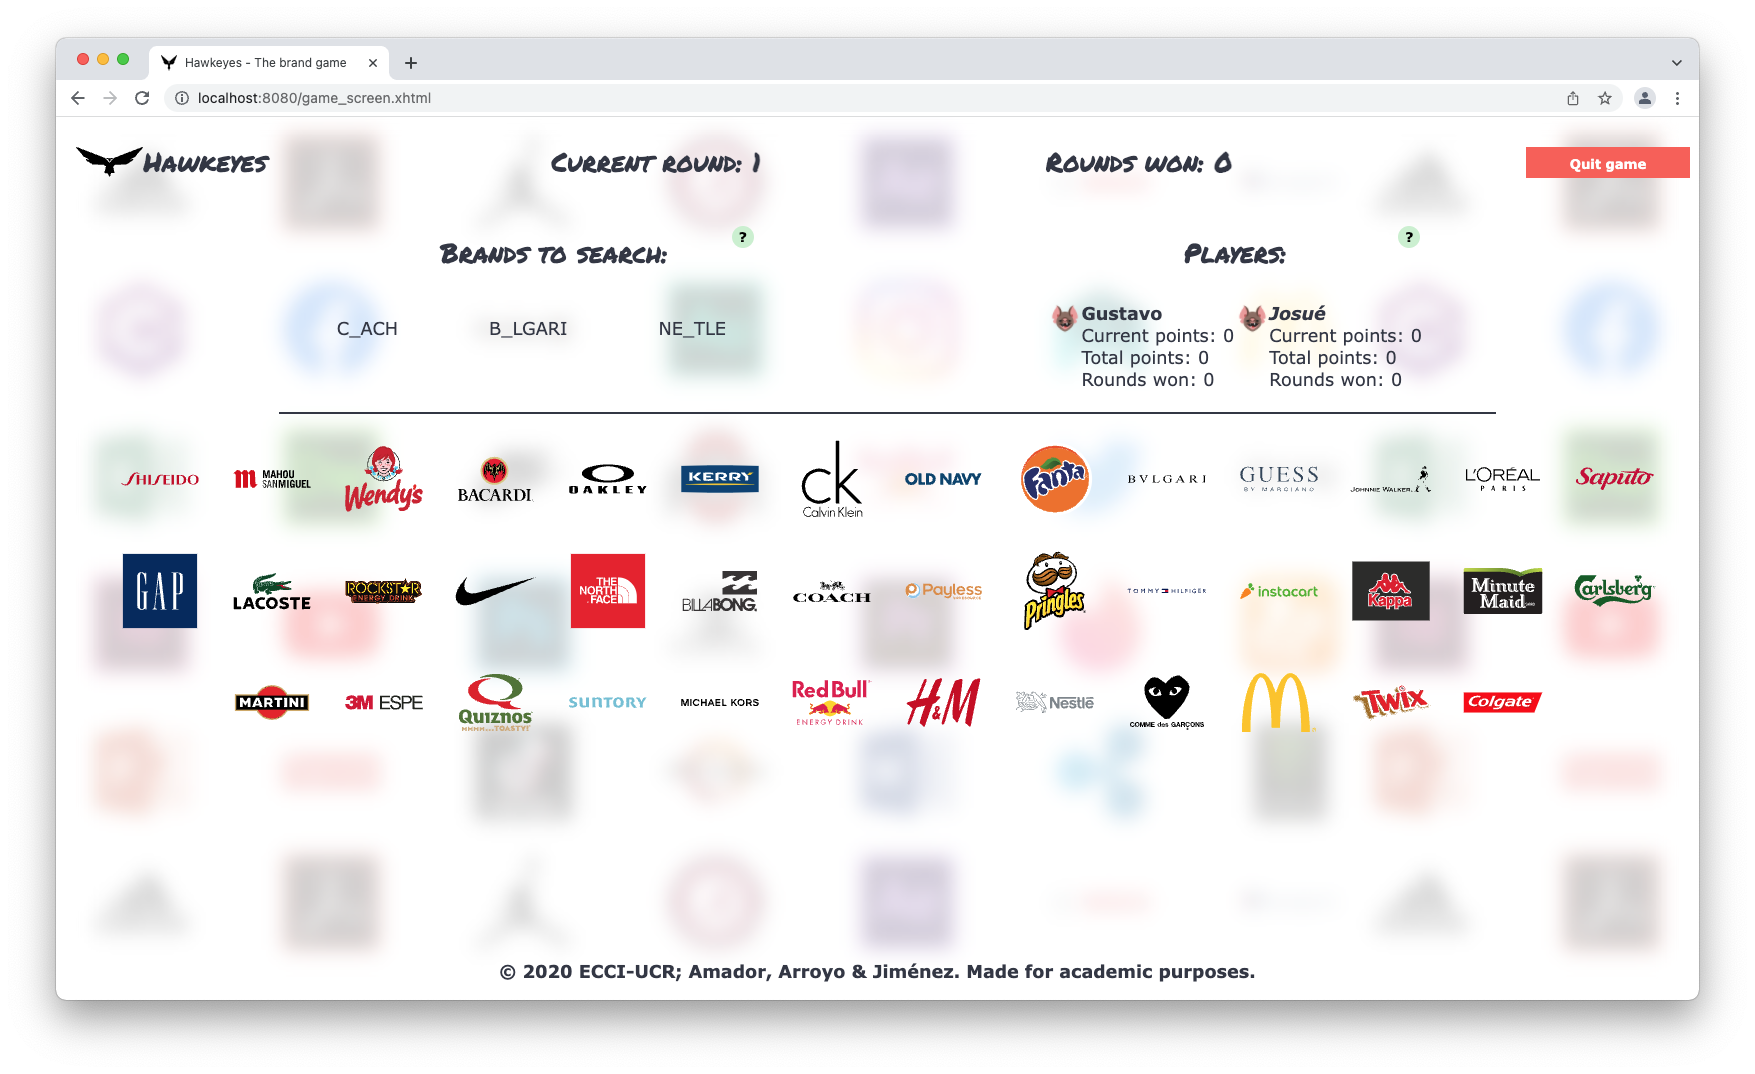 Hawkeyes - The brand game
localhost:8080/game_screen.xhtml
HAWKEYES
CURRENT ROUND: 1
ROUNDS WON: 0
Quit game
BRANDS TO SEARCH:
?
PLAYERS:
?
C_ACH
B_LGARI
NE_TLE
Gustavo
Current points: 0
Total points: 0
Rounds won: 0
Josué
Current points: 0
Total points: 0
Rounds won: 0
SHISEIDO
MAHOU
SANMIGUEL
Wendy's
BACARDI
OAKLEY
KERRY
ck
Calvin Klein
OLD NAVY
Fanta
BVLGARI
GUESS
BY MARCIANO
JOHNNIE WALKER.
L'ORÉAL
PARIS
Saputo
GAP
LACOSTE
ROCKSTAR
ENERGY DRINK
THE
NORTH
FACE
BILLABONG.
COACH
Payless
Pringles
TOMMY HILFIGER
instacart
Kappa
Minute
Maid
Carlsberg
MARTINI
3M ESPE
QUIZNOS
MMMM...TOASTY!
SUNTORY
MICHAEL KORS
Red Bull
ENERGY DRINK
H&M
Nestlé
COMME des GARÇONS
TWIX
Colgate
© 2020 ECCI-UCR; Amador, Arroyo & Jiménez. Made for academic purposes.